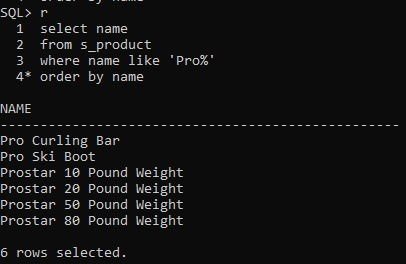 SQL> r
  1  select name
  2  from s_product
  3  where name like 'Pro%'
  4* order by name
NAME
--------------------------------------------------
Pro Curling Bar
Pro Ski Boot
Prostar 10 Pound Weight
Prostar 20 Pound Weight
Prostar 50 Pound Weight
Prostar 80 Pound Weight
6 rows selected.